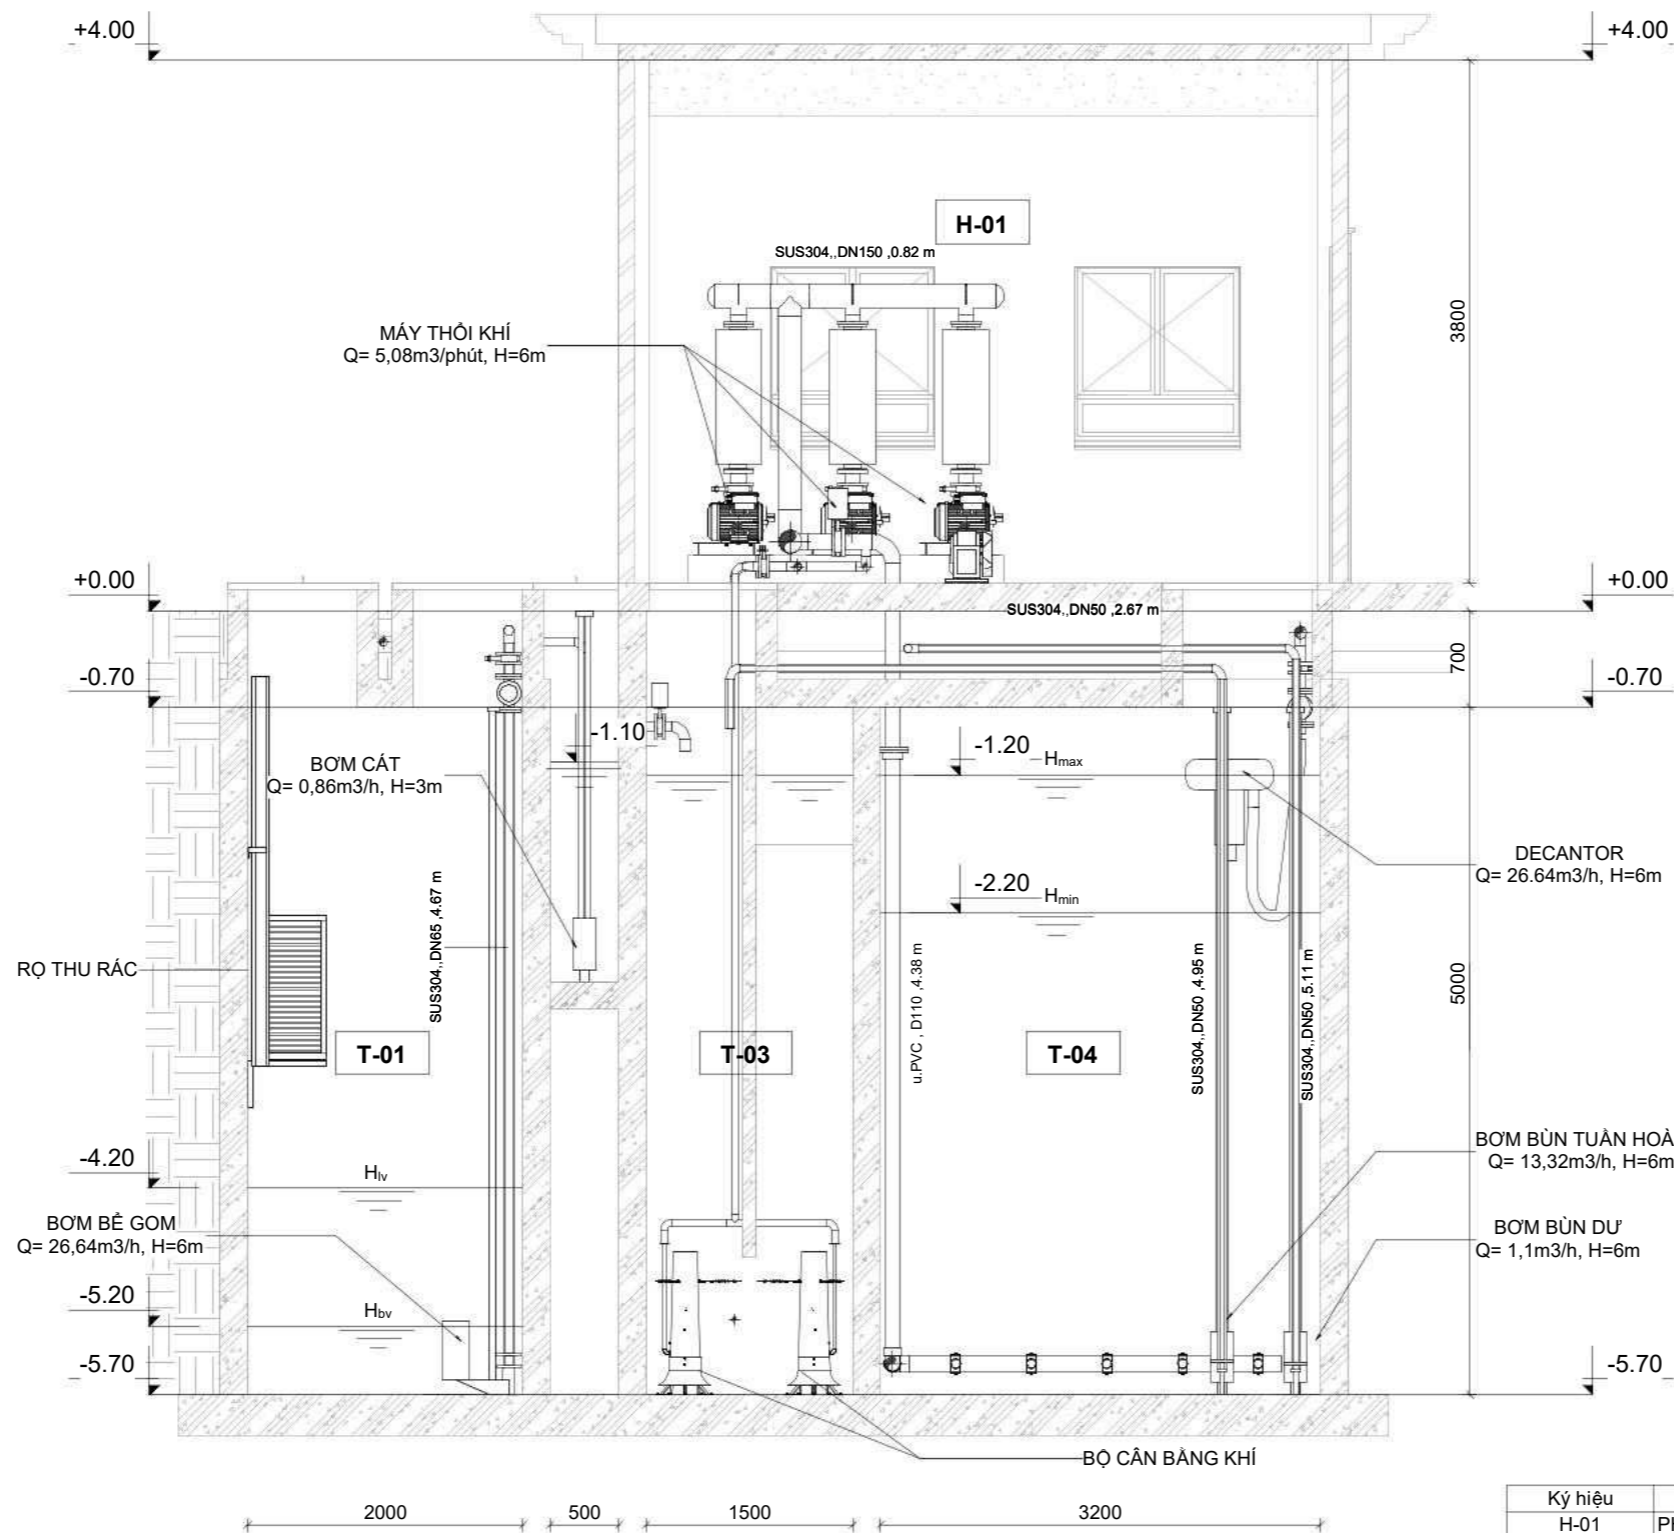 +4.00
+4.00
H-01
SUS304,,DN150 ,0.82 m
MÁY THỔI KHÍ
Q= 5,08m3/phút, H=6m
3800
+0.00
+0.00
SUS304,,DN50 ,2.67 m
700
-0.70
-0.70
-1.10
-1.20
Hmax
BƠM CÁT
Q= 0,86m3/h, H=3m
DECANTOR
Q= 26.64m3/h, H=6m
-2.20
Hmin
RỌ THU RÁC
SUS304,,DN65 ,4.67 m
u.PVC , D110 ,4.38 m
SUS304,,DN50 ,4.95 m
SUS304,,DN50 ,5.11 m
5000
T-01
T-03
T-04
-4.20
Hlv
BƠM BÙN TUẦN HOÀ
Q= 13,32m3/h, H=6m
BƠM BỂ GOM
Q= 26,64m3/h, H=6m
BƠM BÙN DƯ
Q= 1,1m3/h, H=6m
-5.20
Hbv
-5.70
-5.70
BỘ CÂN BẰNG KHÍ
2000
500
1500
3200
Ký hiệu
H-01